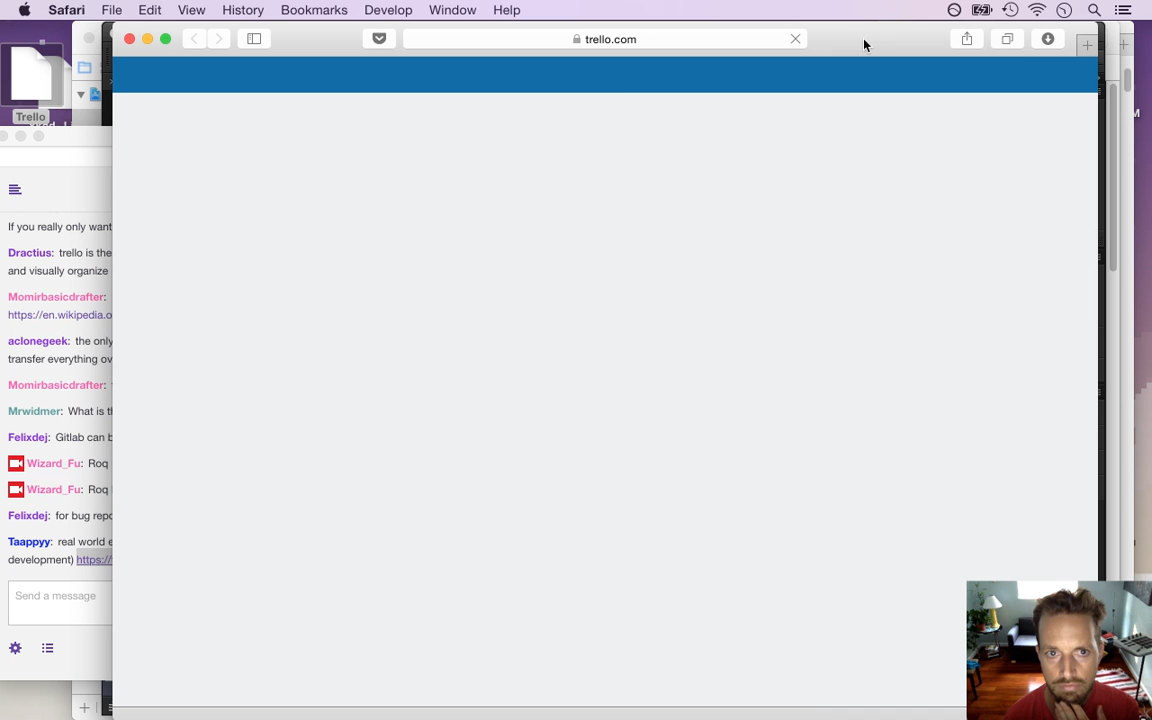 Safari File Edit View History Bookmarks Develop Window Help
trello.com
Trello
If you really only want
Dractius: trello is the
and visually organize
Momirbasicdrafter:
https://en.wikipedia.o
aclonegeek: the only
transfer everything ov
Momirbasicdrafter:
Mrwidmer: What is th
Felixdej: Gitlab can b
Wizard_Fu: Roq
Wizard_Fu: Roq
Felixdej: for bug repo
Taappyy: real world e
development) https://
Send a message